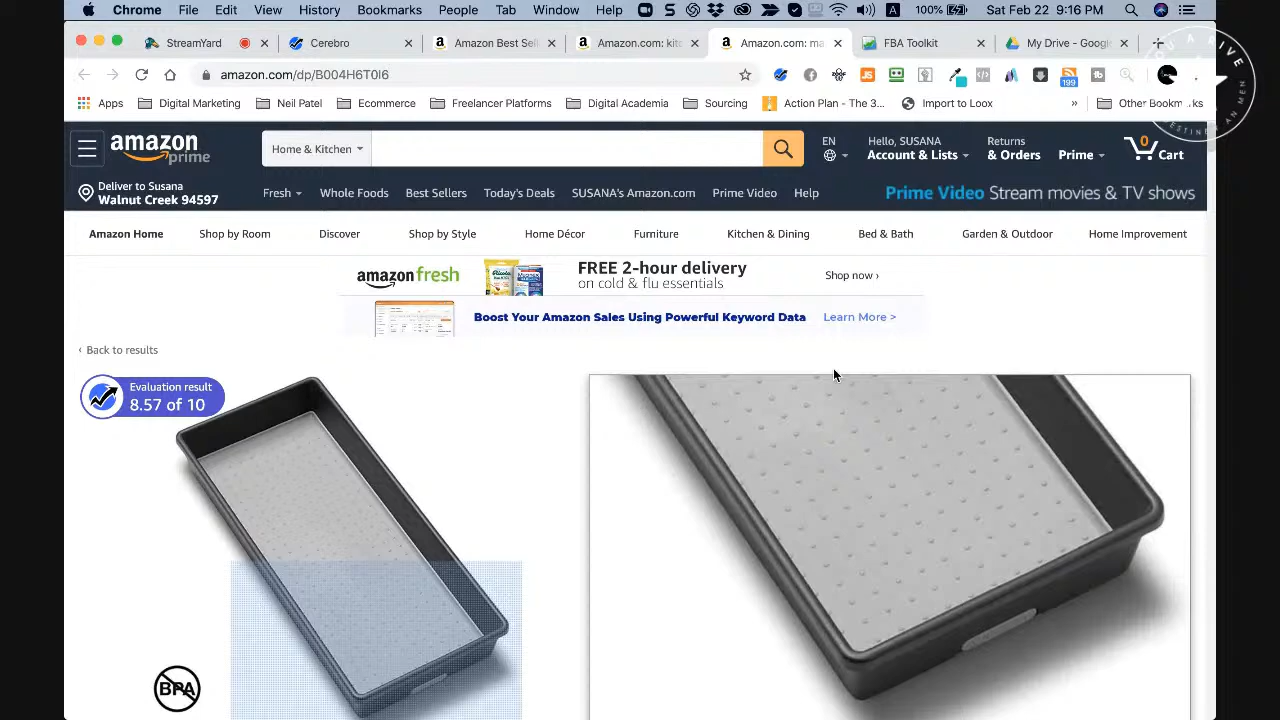 Chrome File Edit View History Bookmarks People Tab Window Help 100% Sat Feb 22 9:16 PM
StreamYard × Cerebro × Amazon Best Sel × Amazon.com: kit × Amazon.com: ma × FBA Toolkit × My Drive - Google × +
amazon.com/dp/B004H6T0I6 199
Apps Digital Marketing Neil Patel Ecommerce Freelancer Platforms Digital Academia Sourcing Action Plan - The 3... Import to Loox » Other Bookm
amazon prime Home & Kitchen EN Hello, SUSANA Account & Lists Returns & Orders Prime 0 Cart
Deliver to Susana
Walnut Creek 94597 Fresh Whole Foods Best Sellers Today's Deals SUSANA's Amazon.com Prime Video Help Prime Video Stream movies & TV shows
Amazon Home Shop by Room Discover Shop by Style Home Décor Furniture Kitchen & Dining Bed & Bath Garden & Outdoor Home Improvement
amazonfresh FREE 2-hour delivery on cold & flu essentials Shop now ›
Boost Your Amazon Sales Using Powerful Keyword Data Learn More >
‹ Back to results
Evaluation result
8.57 of 10
BPA